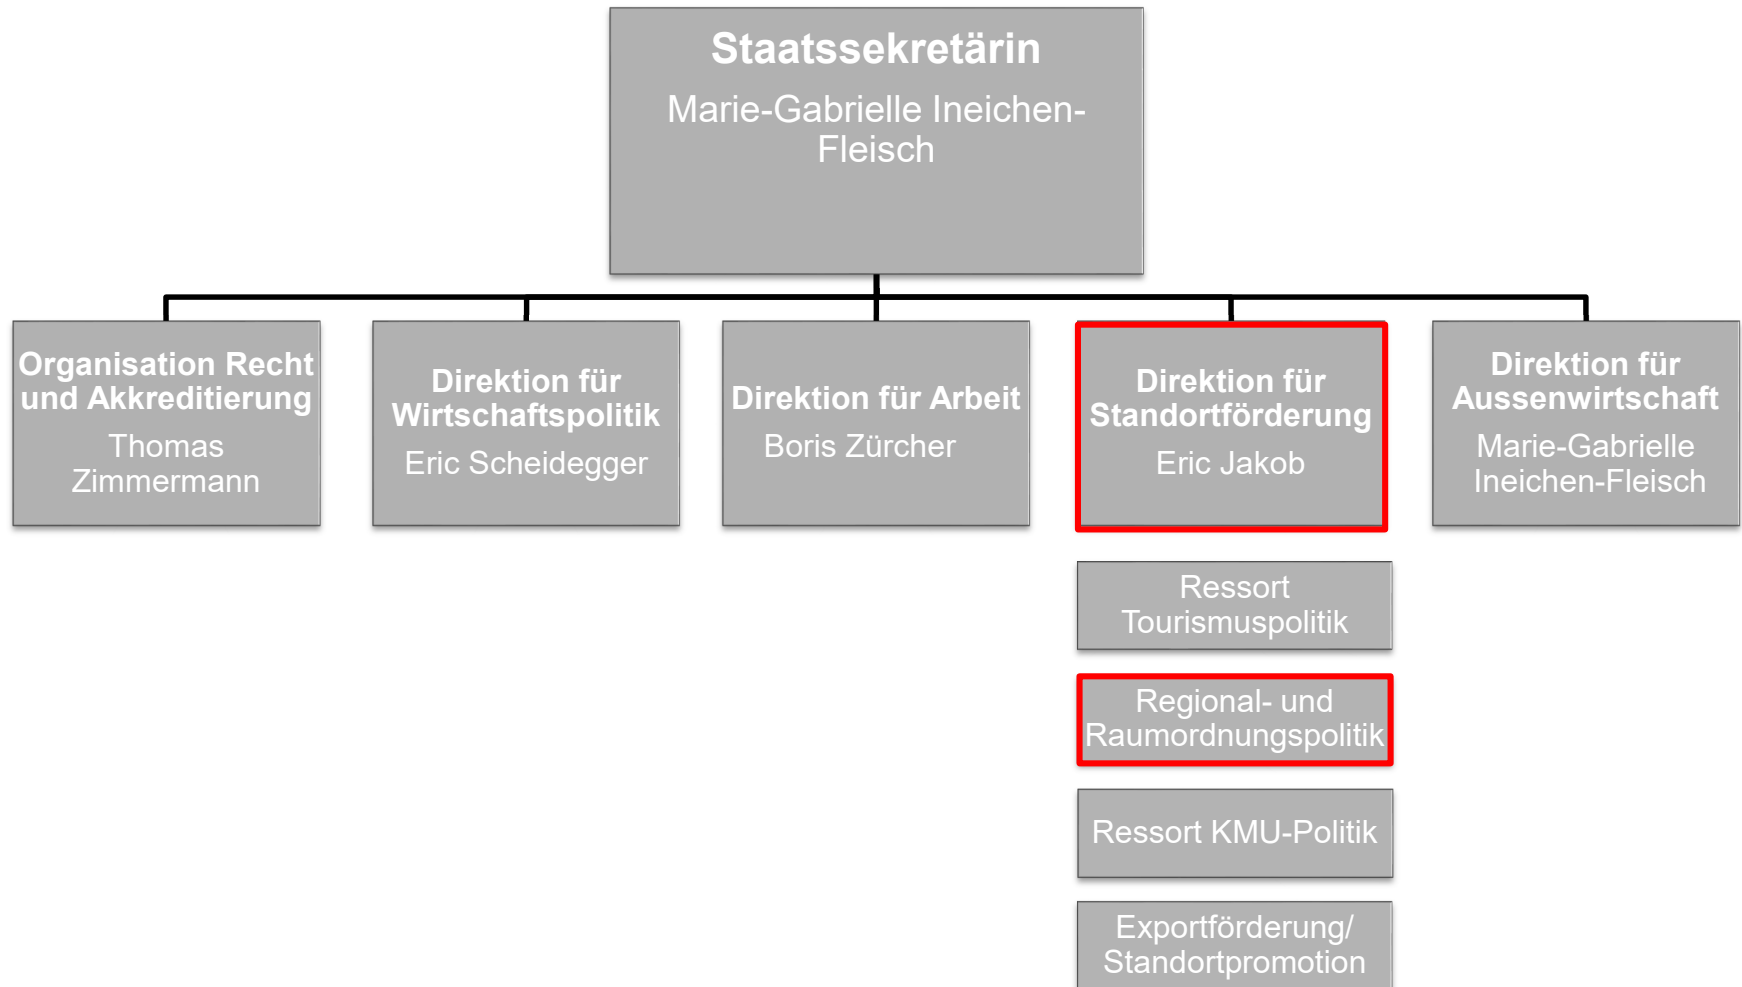 Staatssekretärin
Marie-Gabrielle Ineichen-
Fleisch
Organisation Recht
und Akkreditierung
Thomas
Zimmermann
Direktion für
Wirtschaftspolitik
Eric Scheidegger
Direktion für Arbeit
Boris Zürcher
Direktion für
Standortförderung
Eric Jakob
Direktion für
Aussenwirtschaft
Marie-Gabrielle
Ineichen-Fleisch
Ressort
Tourismuspolitik
Regional- und
Raumordnungspolitik
Ressort KMU-Politik
Exportförderung/
Standortpromotion